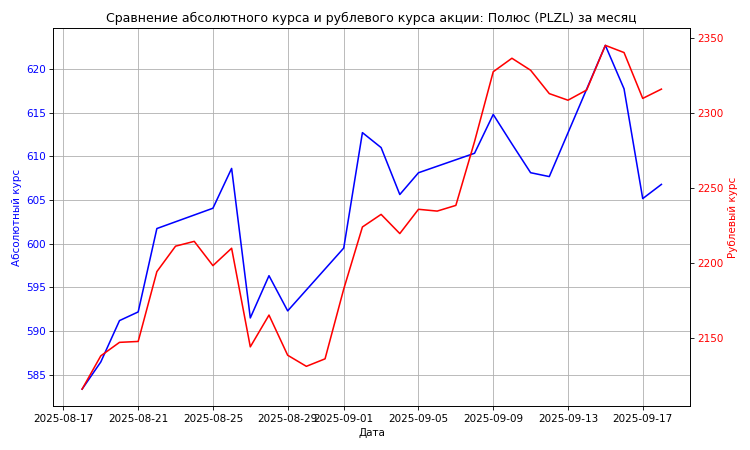 Сравнение абсолютного курса и рублевого курса акции: Полюс (PLZL) за месяц
Абсолютный курс
620
615
610
605
600
595
590
585
2350
2300
2250
2200
2150
Рублевый курс
2025-08-17 2025-08-21 2025-08-25 2025-08-29 2025-09-01 2025-09-05 2025-09-09 2025-09-13 2025-09-17
Дата